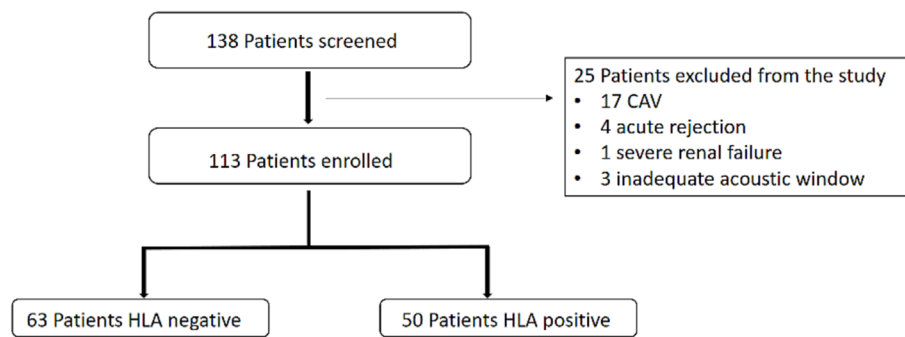 138 Patients screened
25 Patients excluded from the study
• 17 CAV
• 4 acute rejection
• 1 severe renal failure
• 3 inadequate acoustic window
113 Patients enrolled
63 Patients HLA negative
50 Patients HLA positive